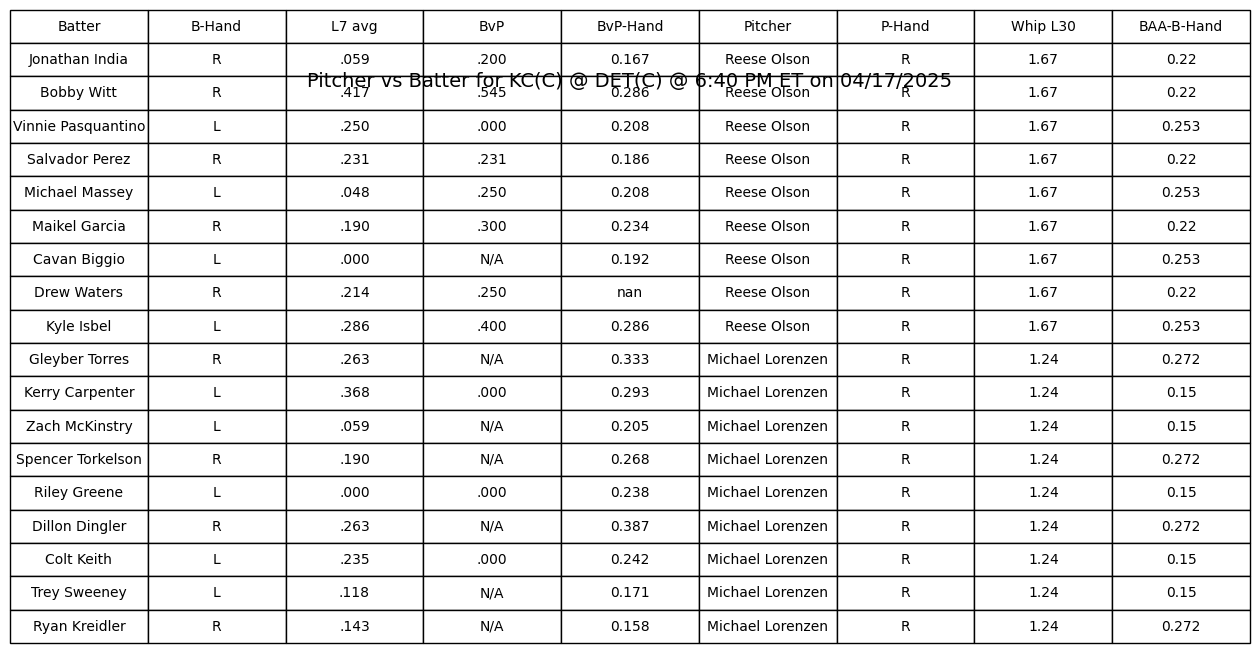 Batter B-Hand L7 avg BvP BvP-Hand Pitcher P-Hand Whip L30 BAA-B-Hand
Jonathan India R .059 .200 0.167 Reese Olson R 1.67 0.22
Pitcher vs Batter for KC(C) @ DET(C) @ 6:40 PM ET on 04/17/2025
Bobby Witt R .417 .545 0.286 Reese Olson R 1.67 0.22
Vinnie Pasquantino L .250 .000 0.208 Reese Olson R 1.67 0.253
Salvador Perez R .231 .231 0.186 Reese Olson R 1.67 0.22
Michael Massey L .048 .250 0.208 Reese Olson R 1.67 0.253
Maikel Garcia R .190 .300 0.234 Reese Olson R 1.67 0.22
Cavan Biggio L .000 N/A 0.192 Reese Olson R 1.67 0.253
Drew Waters R .214 .250 nan Reese Olson R 1.67 0.22
Kyle Isbel L .286 .400 0.286 Reese Olson R 1.67 0.253
Gleyber Torres R .263 N/A 0.333 Michael Lorenzen R 1.24 0.272
Kerry Carpenter L .368 .000 0.293 Michael Lorenzen R 1.24 0.15
Zach McKinstry L .059 N/A 0.205 Michael Lorenzen R 1.24 0.15
Spencer Torkelson R .190 N/A 0.268 Michael Lorenzen R 1.24 0.272
Riley Greene L .000 .000 0.238 Michael Lorenzen R 1.24 0.15
Dillon Dingler R .263 N/A 0.387 Michael Lorenzen R 1.24 0.272
Colt Keith L .235 .000 0.242 Michael Lorenzen R 1.24 0.15
Trey Sweeney L .118 N/A 0.171 Michael Lorenzen R 1.24 0.15
Ryan Kreidler R .143 N/A 0.158 Michael Lorenzen R 1.24 0.272